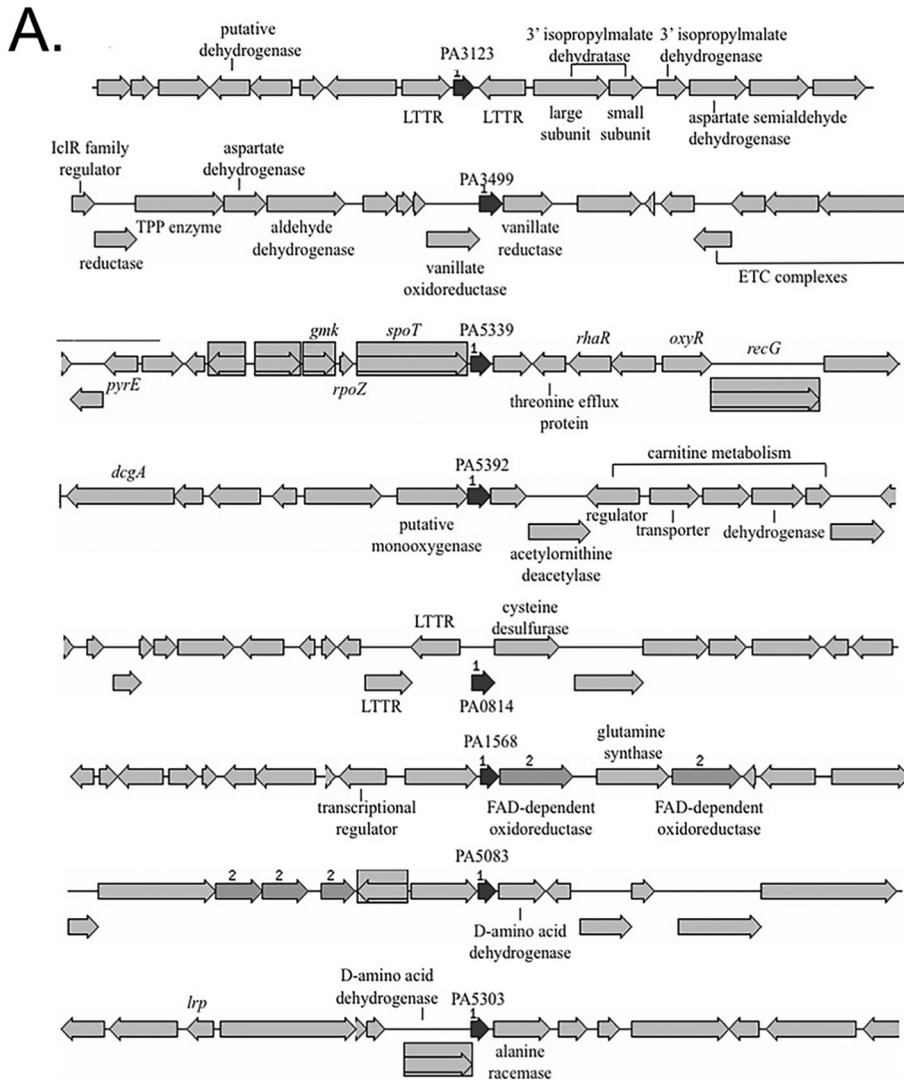 A.
putative
dehydrogenase
PA3123
3' isopropylmalate
dehydratase
3' isopropylmalate
dehydrogenase
1
LTTR
LTTR
large
subunit
small
subunit
aspartate semialdehyde
dehydrogenase
IclR family
regulator
aspartate
dehydrogenase
PA3499
1
TPP enzyme
aldehyde
dehydrogenase
vanillate
reductase
reductase
vanillate
oxidoreductase
ETC complexes
gmk
spoT
PA5339
rhaR
oxyR
recG
1
pyrE
rpoZ
threonine efflux
protein
dcgA
PA5392
carnitine metabolism
1
putative
monooxygenase
regulator
transporter
dehydrogenase
acetylornithine
deacetylase
LTTR
cysteine
desulfurase
1
LTTR
PA0814
PA1568
glutamine
synthase
1
2
2
transcriptional
regulator
FAD-dependent
oxidoreductase
FAD-dependent
oxidoreductase
PA5083
2
2
2
1
D-amino acid
dehydrogenase
lrp
D-amino acid
dehydrogenase
PA5303
1
alanine
racemase